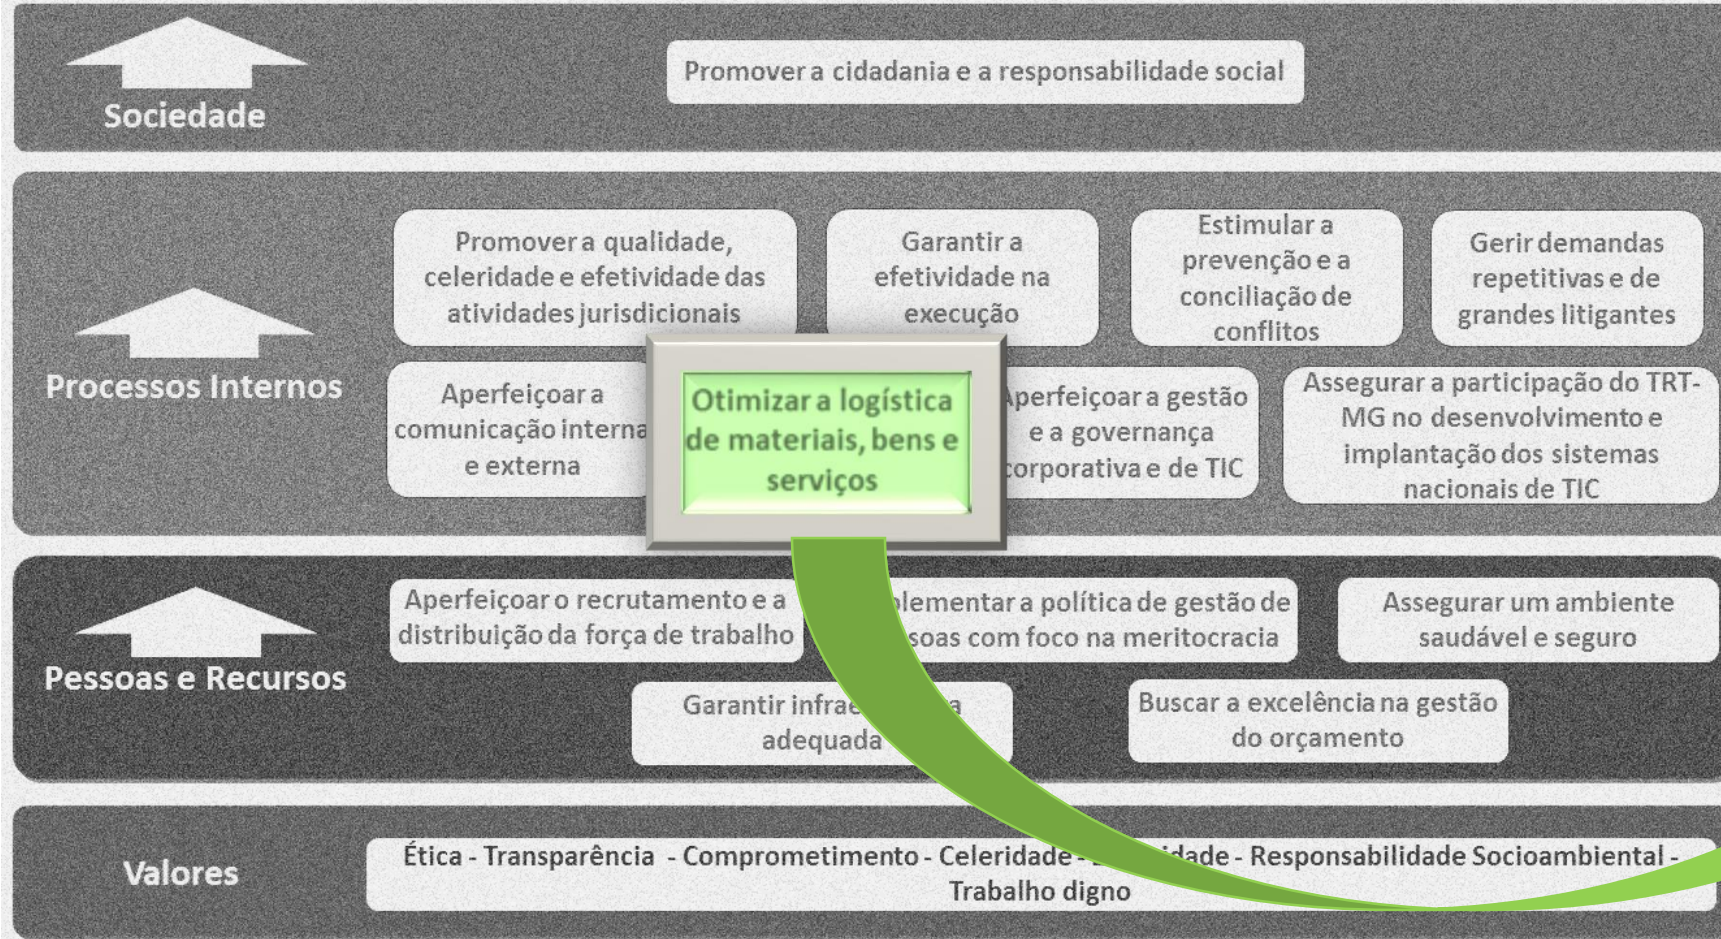 Sociedade
Promover a cidadania e a responsabilidade social
Processos Internos
Promover a qualidade,
celeridade e efetividade das
atividades jurisdicionais
Garantir a
efetividade na
execução
Estimular a
prevenção e a
conciliação de
conflitos
Gerir demandas
repetitivas e de
grandes litigantes
Aperfeiçoar a
comunicação interna
e externa
Otimizar a logística
de materiais, bens e
serviços
Aperfeiçoar a gestão
e a governança
corporativa e de TIC
Assegurar a participação do TRT-
MG no desenvolvimento e
implantação dos sistemas
nacionais de TIC
Pessoas e Recursos
Aperfeiçoar o recrutamento e a
distribuição da força de trabalho
a política de gestão de
com foco na meritocracia
Assegurar um ambiente
saudável e seguro
Garantir
adequada
Buscar a excelência na gestão
do orçamento
Valores
Ética - Transparência - Comprometimento - Celeridade - - Responsabilidade Socioambiental -
Trabalho digno